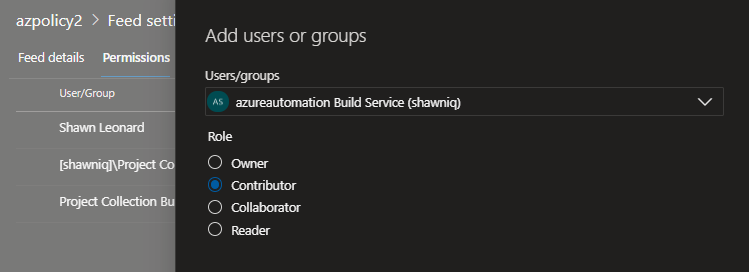 azpolicy2 > Feed setti
Feed details Permissions
User/Group
Shawn Leonard
[shawniq]\Project Co
Project Collection Bu
Add users or groups
Users/groups
AS azureautomation Build Service (shawniq)
Role
Owner
Contributor
Collaborator
Reader